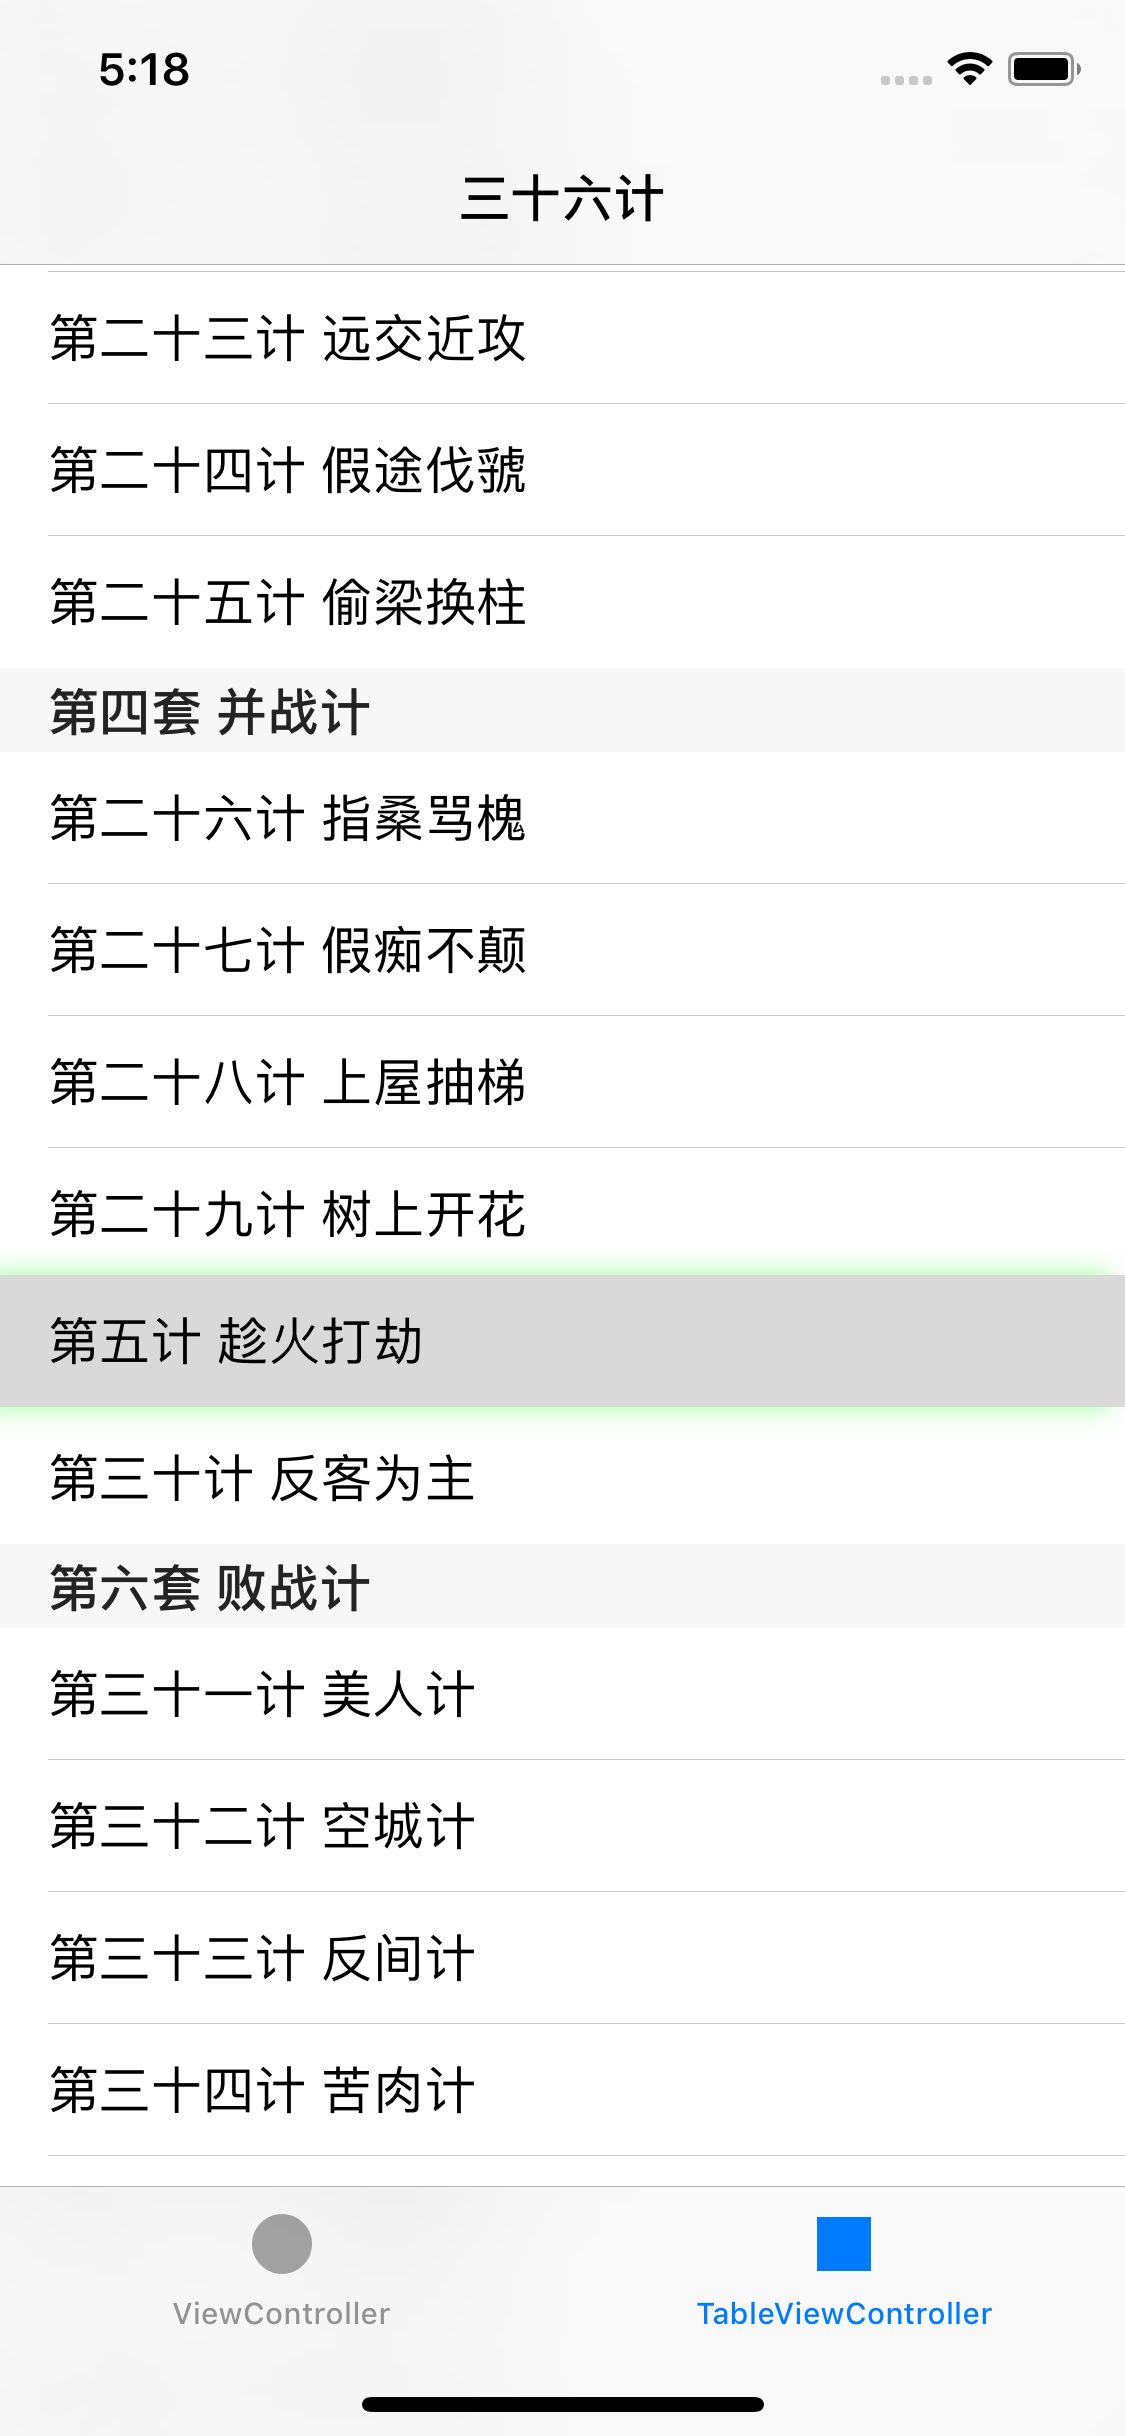 5:18
三十六计
第二十三计 远交近攻
第二十四计 假途伐虢
第二十五计 偷梁换柱
第四套 并战计
第二十六计 指桑骂槐
第二十七计 假痴不颠
第二十八计 上屋抽梯
第二十九计 树上开花
第五计 趁火打劫
第三十计 反客为主
第六套 败战计
第三十一计 美人计
第三十二计 空城计
第三十三计 反间计
第三十四计 苦肉计
ViewController
TableViewController